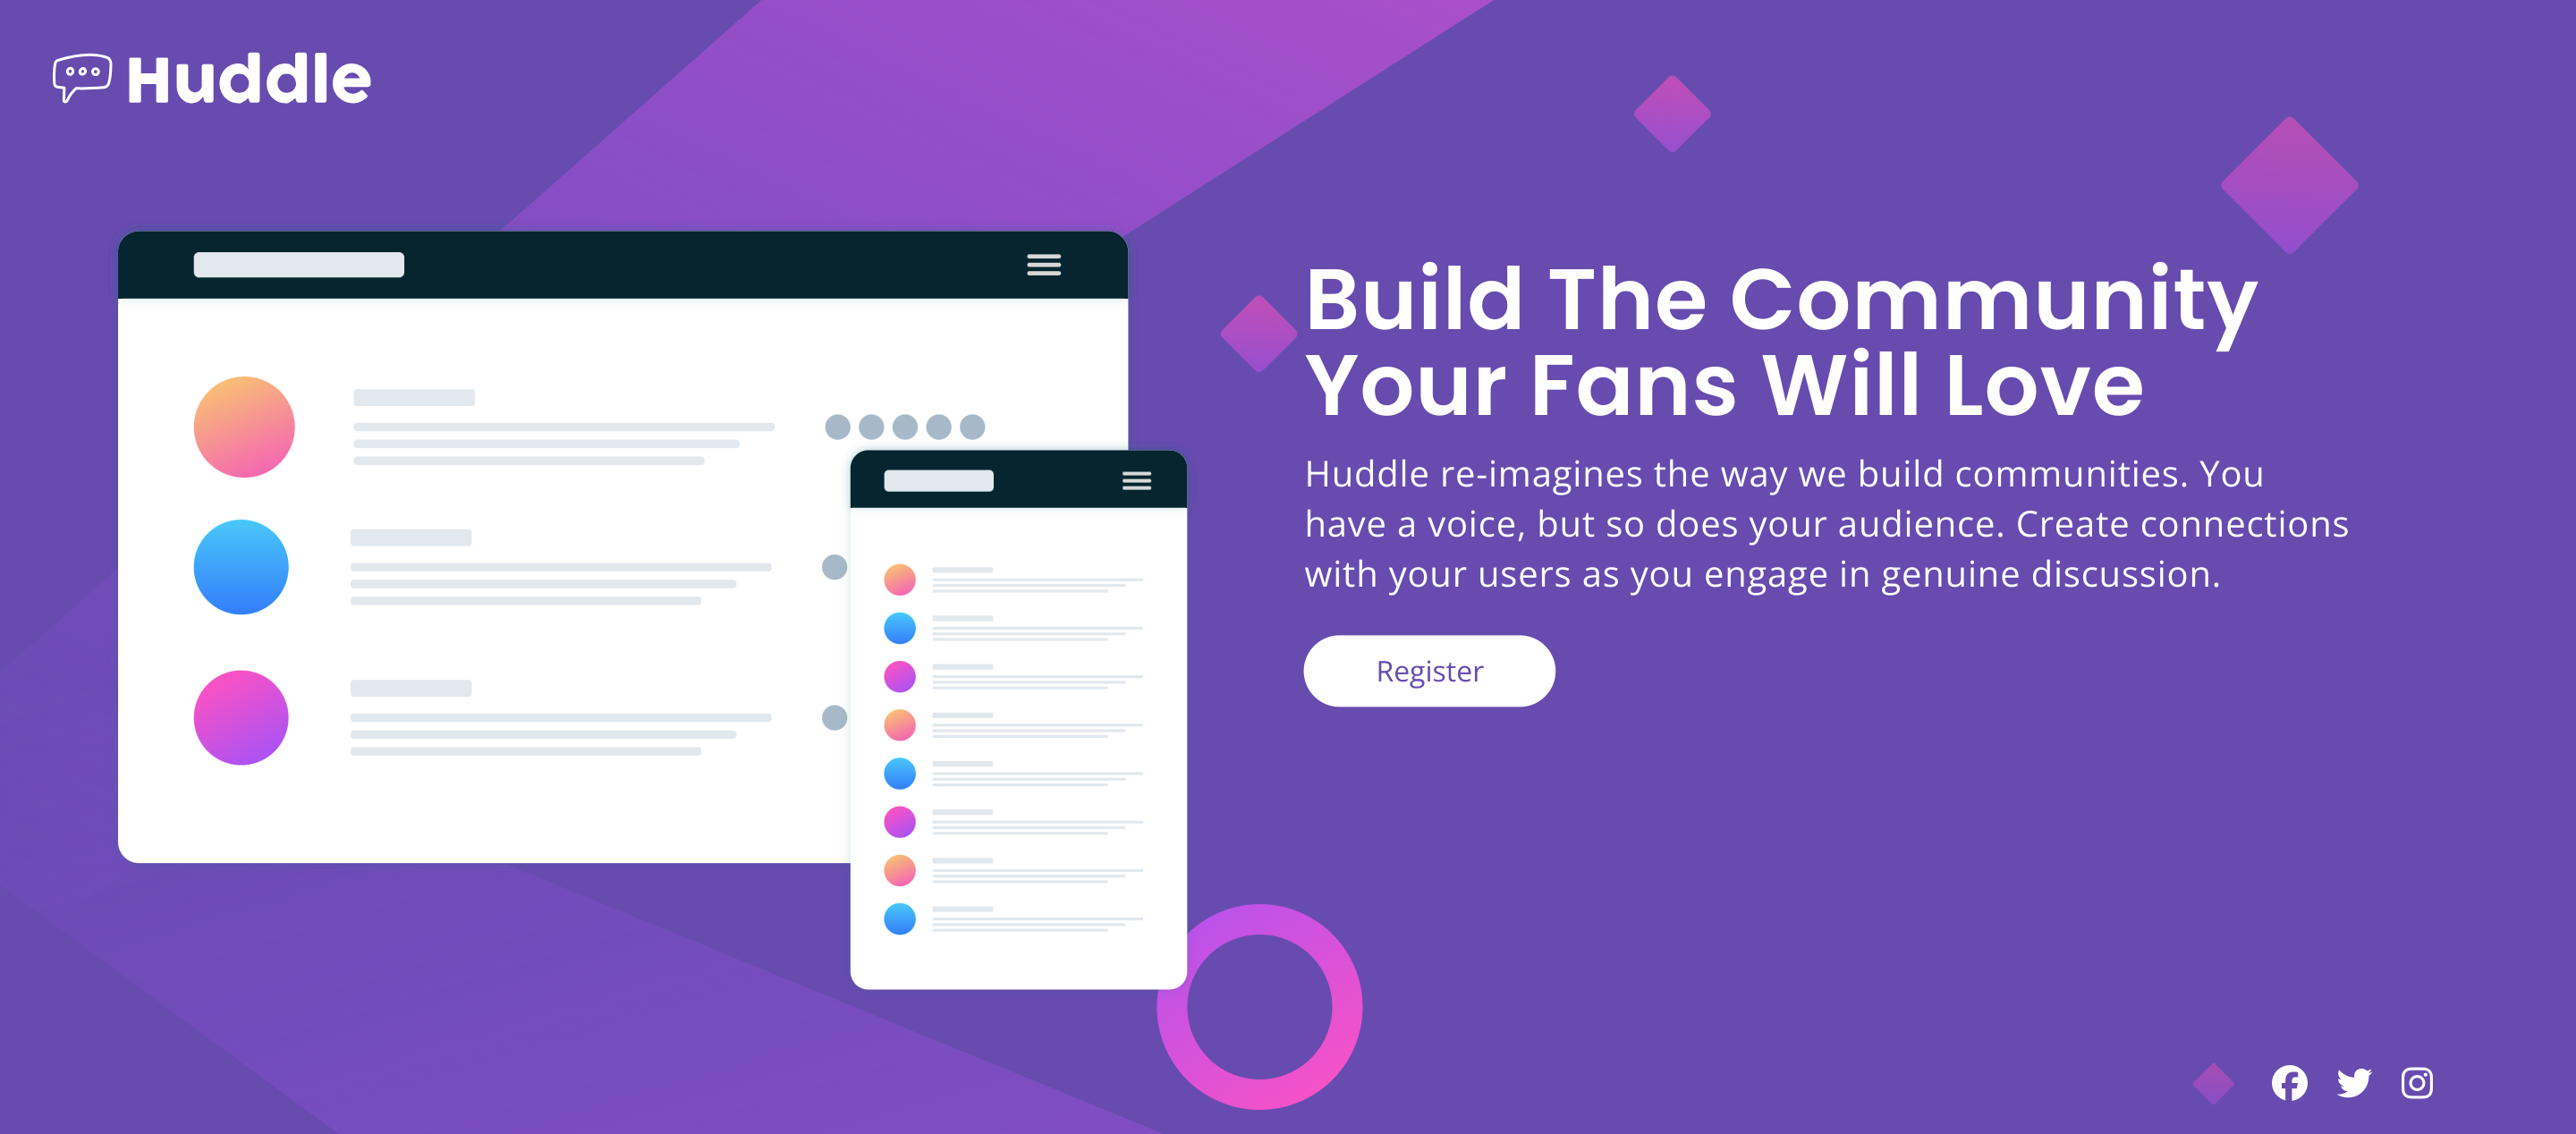 Huddle
Build The Community
Your Fans Will Love
Huddle re-imagines the way we build communities. You
have a voice, but so does your audience. Create connections
with your users as you engage in genuine discussion.
Register